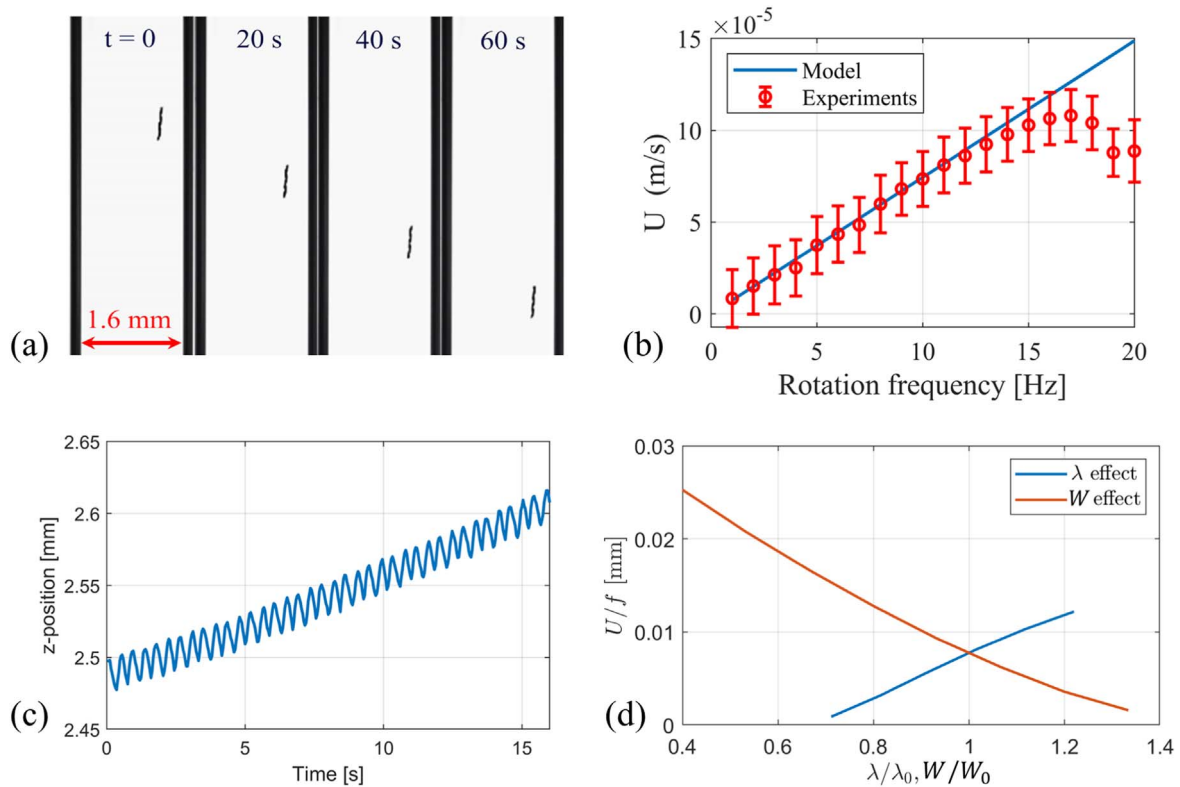 t = 0
20 s
40 s
60 s
1.6 mm
(a)
×10⁻⁵
15
10
5
0
U (m/s)
Model
Experiments
0
5
10
15
20
Rotation frequency [Hz]
(b)
2.65
2.6
2.55
2.5
2.45
z-position [mm]
0
5
10
15
Time [s]
(c)
0.03
0.02
0.01
0
U/f [mm]
λ effect
W effect
0.4
0.6
0.8
1
1.2
1.4
λ/λ₀,W/W₀
(d)